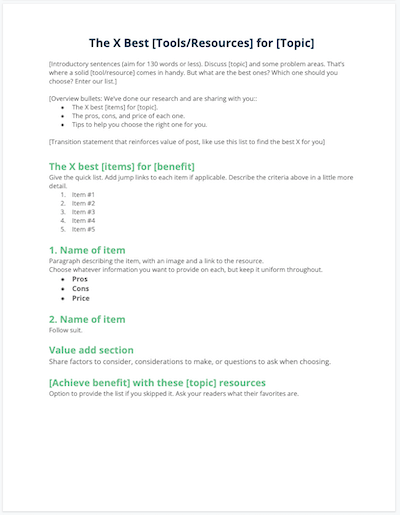 The X Best [Tools/Resources] for [Topic]
[Introductory sentences (aim for 130 words or less). Discuss [topic] and some problem areas. That's
where a solid [tool/resource] comes in handy. But what are the best ones? Which one should you
choose? Enter our list.]
[Overview bullets: We've done our research and are sharing with you::
• The X best [items] for [topic].
• The pros, cons, and price of each one.
• Tips to help you choose the right one for you.
[Transition statement that reinforces value of post, like use this list to find the best X for you]
The X best [items] for [benefit]
Give the quick list. Add jump links to each item if applicable. Describe the criteria above in a little more
detail.
1. Item #1
2. Item #2
3. Item #3
4. Item #4
5. Item #5
1. Name of item
Paragraph describing the item, with an image and a link to the resource.
Choose whatever information you want to provide on each, but keep it uniform throughout.
• Pros
• Cons
• Price
2. Name of item
Follow suit.
Value add section
Share factors to consider, considerations to make, or questions to ask when choosing.
[Achieve benefit] with these [topic] resources
Option to provide the list if you skipped it. Ask your readers what their favorites are.